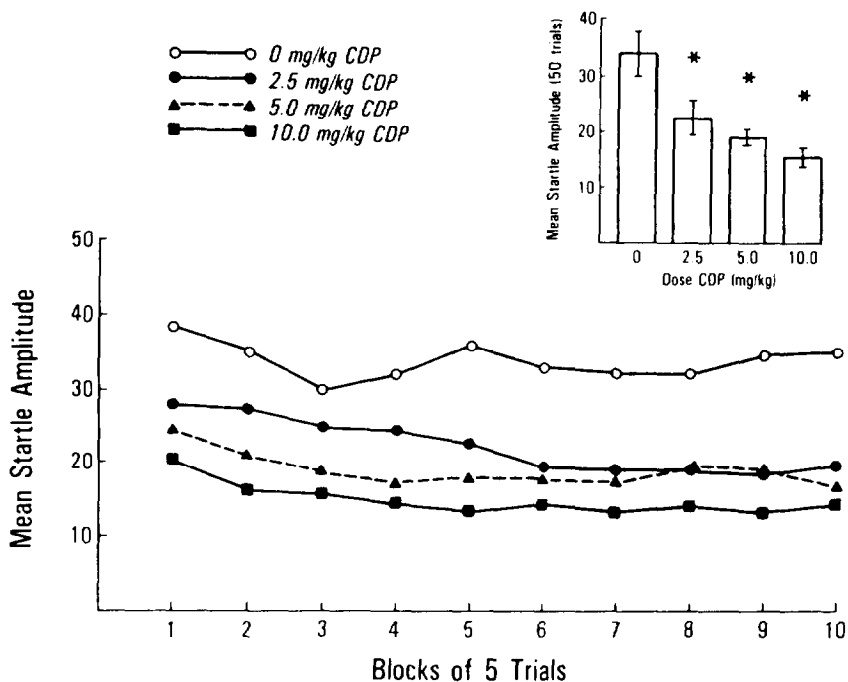 0 mg/kg CDP
2.5 mg/kg CDP
5.0 mg/kg CDP
10.0 mg/kg CDP
Mean Startle Amplitude (50 trials)
40
30
20
10
* * *
0 2.5 5.0 10.0
Dose CDP (mg/kg)
Mean Startle Amplitude
50
40
30
20
10
1 2 3 4 5 6 7 8 9 10
Blocks of 5 Trials